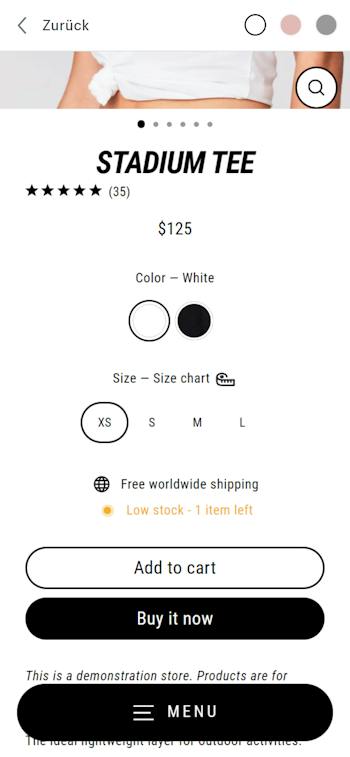 Zurück
STADIUM TEE
(35)
$125
Color — White
Size — Size chart
XS S M L
Free worldwide shipping
Low stock - 1 item left
Add to cart
Buy it now
This is a demonstration store. Products are for
MENU
The ideal lightweight layer for outdoor activities.